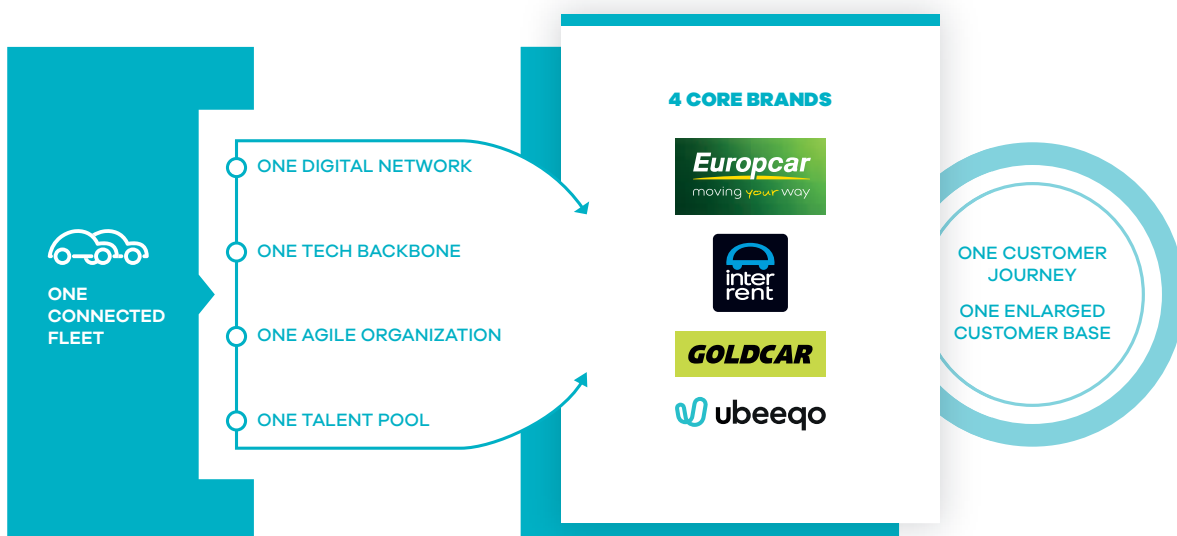 ONE
CONNECTED
FLEET
ONE DIGITAL NETWORK
ONE TECH BACKBONE
ONE AGILE ORGANIZATION
ONE TALENT POOL
4 CORE BRANDS
Europcar
moving your way
inter
rent
GOLDCAR
ubeeqo
ONE CUSTOMER
JOURNEY
ONE ENLARGED
CUSTOMER BASE